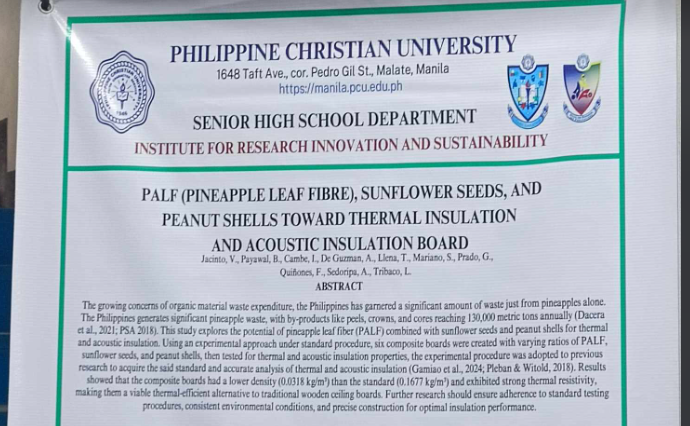 PHILIPPINE CHRISTIAN UNIVERSITY
1648 Taft Ave., cor. Pedro Gil St., Malate, Manila
https://manila.pcu.edu.ph
SENIOR HIGH SCHOOL DEPARTMENT
INSTITUTE FOR RESEARCH INNOVATION AND SUSTAINABILITY
PALF (PINEAPPLE LEAF FIBRE), SUNFLOWER SEEDS, AND
PEANUT SHELLS TOWARD THERMAL INSULATION
AND ACOUSTIC INSULATION BOARD
Jacinto, V., Payawal, B., Cambe, I., De Guzman, A., Llena, T., Mariano, S., Prado, G.,
Quiñones, F., Sedoripa, A., Tribaco, L.
ABSTRACT
The growing concerns of organic material waste expenditure, the Philippines has garnered a significant amount of waste just from pineapples alone.
The Philippines generates significant pineapple waste, with by-products like peels, crowns, and cores reaching 130,000 metric tons annually (Dacera
et al., 2021; PSA 2018). This study explores the potential of pineapple leaf fiber (PALF) combined with sunflower seeds and peanut shells for thermal
and acoustic insulation. Using an experimental approach under standard procedure, six composite boards were created with varying ratios of PALF,
sunflower seeds, and peanut shells, then tested for thermal and acoustic insulation properties, the experimental procedure was adopted to previous
research to acquire the said standard and accurate analysis of thermal and acoustic insulation (Gamiao et al., 2024; Pleban & Witold, 2018). Results
showed that the composite boards had a lower density (0.0318 kg/m³) than the standard (0.1677 kg/m³) and exhibited strong thermal resistivity,
making them a viable thermal-efficient alternative to traditional wooden ceiling boards. Further research should ensure adherence to standard testing
procedures, consistent environmental conditions, and precise construction for optimal insulation performance.